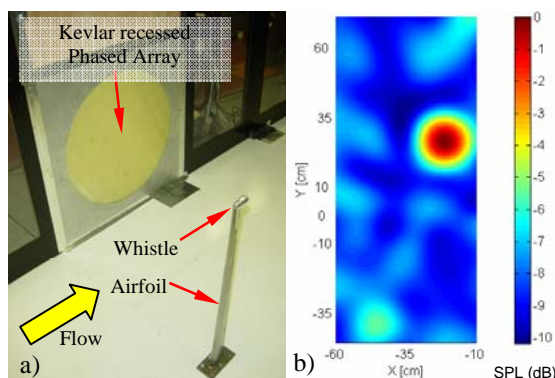 Kevlar recessed
Phased Array
Whistle
Airfoil
Flow
a)
60
35
20
10
0
-10
-35
Y [cm]
-60
-35
-10
X [cm]
b)
0
-1
-2
-3
-4
-5
-6
-7
-8
-9
-10
SPL (dB)